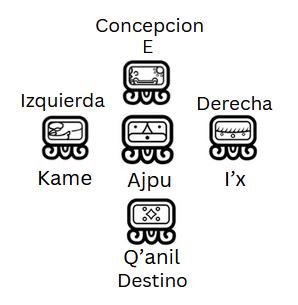 Concepcion
E
Izquierda
Derecha
Kame
Ajpu
I’x
Q’anil
Destino